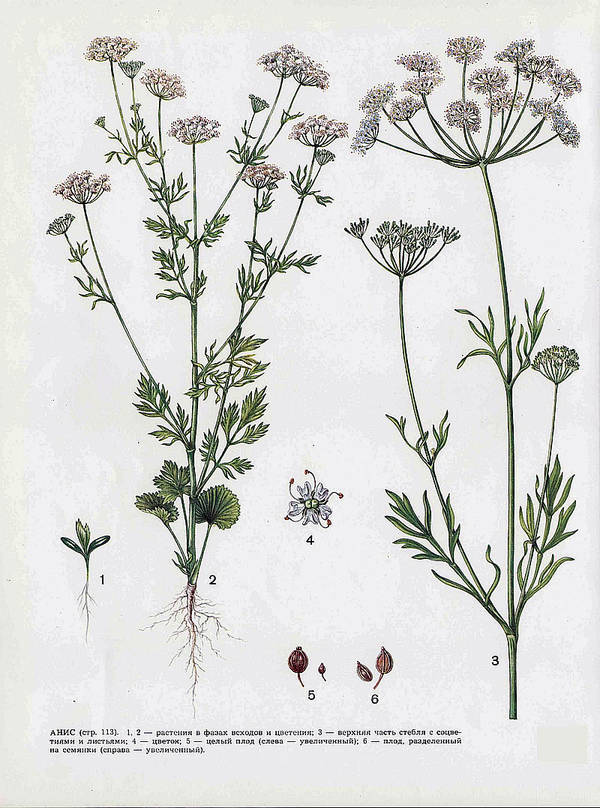 1
2
3
4
5
6
АНИС (стр. 113). 1, 2 — растения в фазах всходов и цветения; 3 — верхняя часть стебля с соцве-
тиями и листьями; 4 — цветок; 5 — целый плод (слева — увеличенный); 6 — плод, разделенный
на семянки (справа — увеличенный).